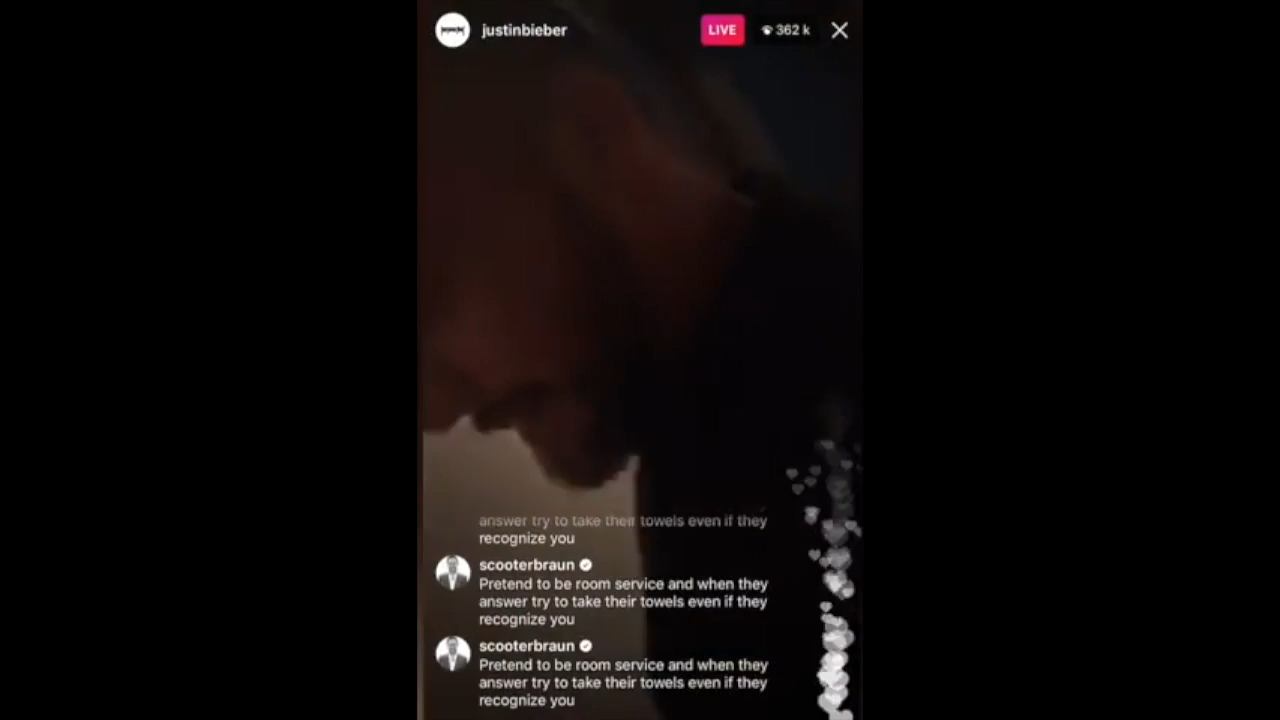 justinbieber
LIVE
362 k
answer try to take their towels even if they
recognize you
scooterbraun
Pretend to be room service and when they
answer try to take their towels even if they
recognize you
scooterbraun
Pretend to be room service and when they
answer try to take their towels even if they
recognize you